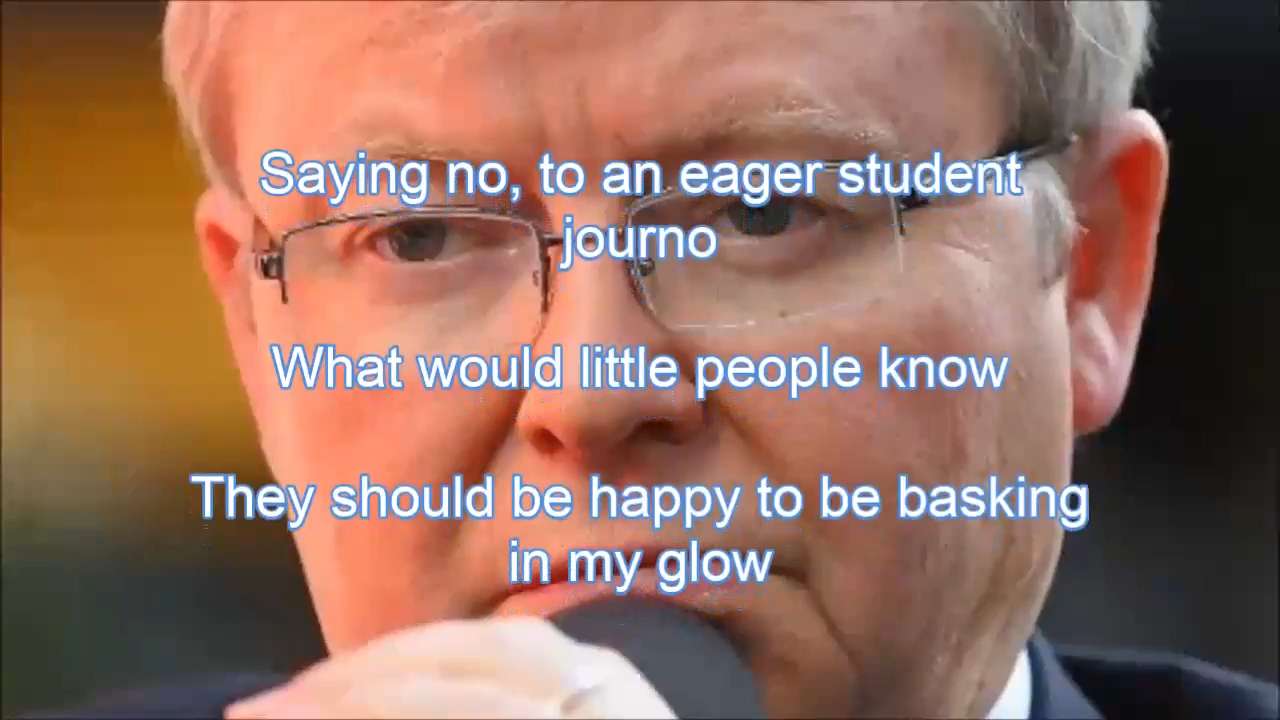 Saying no, to an eager student
journo
What would little people know
They should be happy to be basking
in my glow